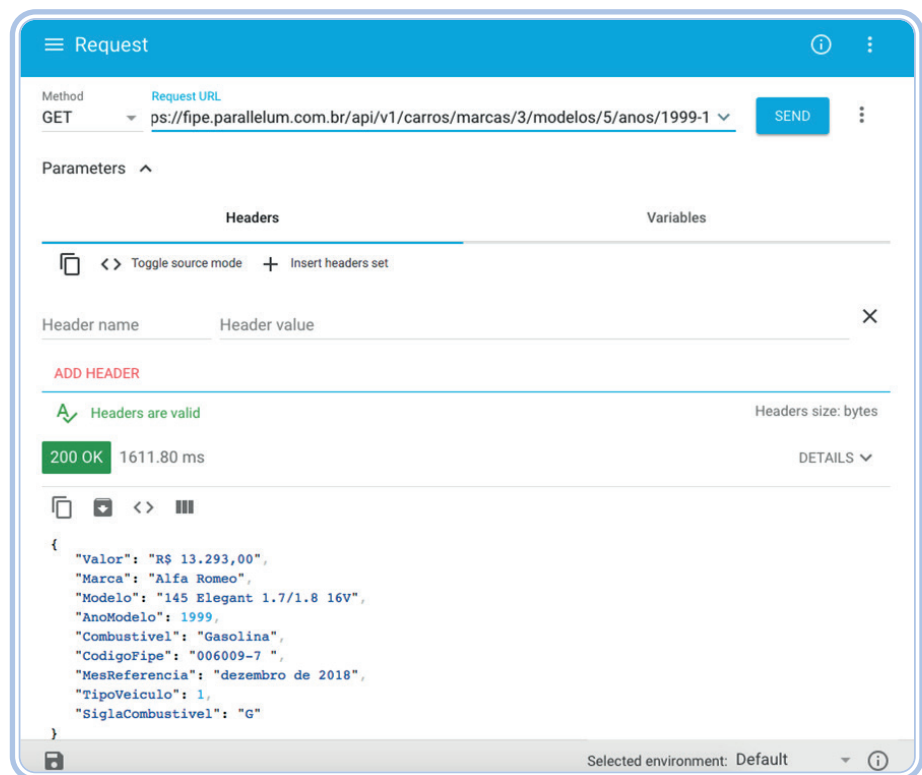 Request
Method
Request URL
GET
ps://fipe.parallelum.com.br/api/v1/carros/marcas/3/modelos/5/anos/1999-1
SEND
Parameters
Headers
Variables
Toggle source mode
Insert headers set
Header name
Header value
ADD HEADER
Headers are valid
Headers size: bytes
200 OK
1611.80 ms
DETAILS
{
"Valor": "R$ 13.293,00",
"Marca": "Alfa Romeo",
"Modelo": "145 Elegant 1.7/1.8 16V",
"AnoModelo": 1999,
"Combustivel": "Gasolina",
"CodigoFipe": "006009-7 ",
"MesReferencia": "dezembro de 2018",
"TipoVeiculo": 1,
"SiglaCombustivel": "G"
}
Selected environment: Default